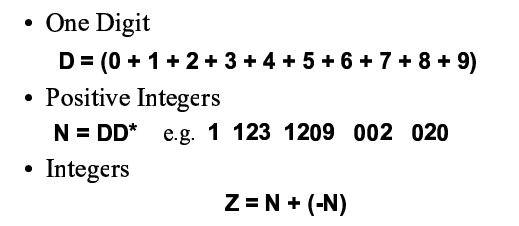 • One Digit
D = (0 + 1 + 2 + 3 + 4 + 5 + 6 + 7 + 8 + 9)
• Positive Integers
N = DD* e.g. 1 123 1209 002 020
• Integers
Z = N + (-N)